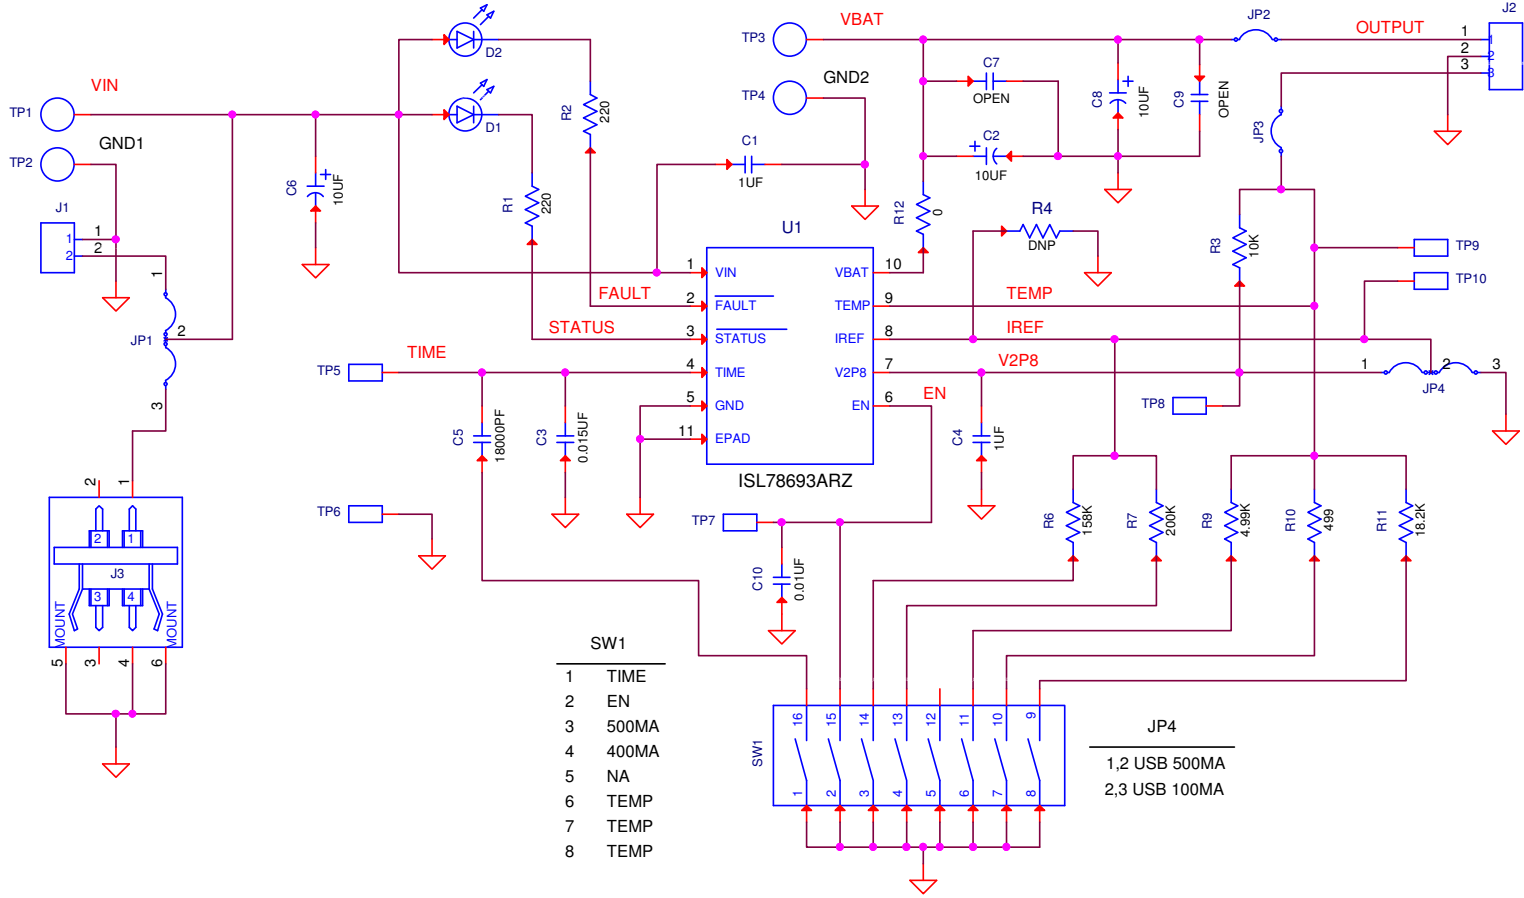 VIN
TP1
GND1
TP2
J1
1
2
1
2
1
2
JP1
3
2
1
2
1
J3
3
4
MOUNT
MOUNT
5
3
4
6
C6
10UF
D2
D1
R2
220
R1
220
FAULT
STATUS
TIME
TP5
TP6
C5
18000PF
C3
0.015UF
TP3
VBAT
TP4
GND2
C1
1UF
C7
OPEN
C2
10UF
C8
10UF
C9
OPEN
R12
0
JP2
OUTPUT
J2
1
2
3
1
2
3
JP3
R4
DNP
R3
10K
TP9
TP10
U1
1 VIN
2 FAULT
3 STATUS
4 TIME
5 GND
11 EPAD
VBAT 10
TEMP 9
IREF 8
V2P8 7
EN 6
ISL78693ARZ
TEMP
IREF
V2P8
EN
1
2
3
JP4
TP8
C4
1UF
TP7
C10
0.01UF
R6
158K
R7
200K
R9
4.99K
R10
499
R11
18.2K
SW1
1 TIME
2 EN
3 500MA
4 400MA
5 NA
6 TEMP
7 TEMP
8 TEMP
SW1
16 15 14 13 12 11 10 9
1 2 3 4 5 6 7 8
JP4
1,2 USB 500MA
2,3 USB 100MA